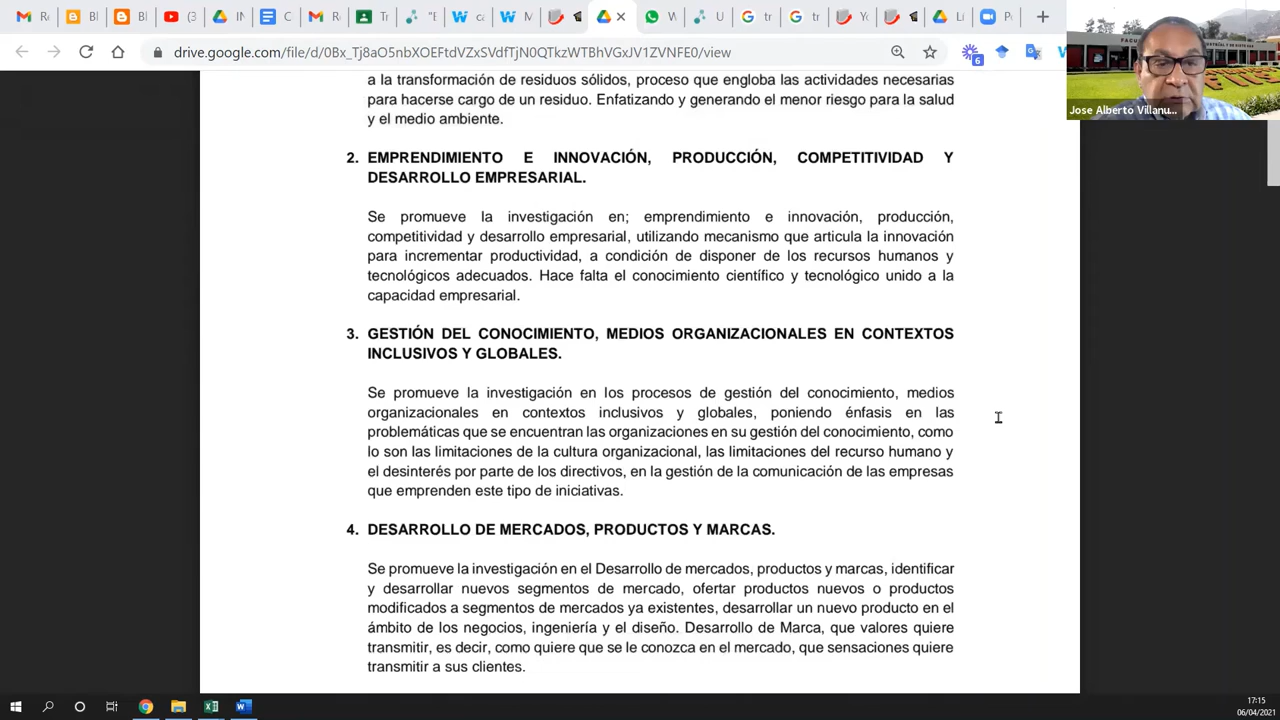 drive.google.com/file/d/0Bx_Tj8aO5nbXGFtdVZxSVdfTjN0QTkzWTBhVGxJV1ZVNFE0/view
Jose Alberto Villanu...
a la transformación de residuos sólidos, proceso que engloba las actividades necesarias
para hacerse cargo de un residuo. Enfatizando y generando el menor riesgo para la salud
y el medio ambiente.
2. EMPRENDIMIENTO E INNOVACIÓN, PRODUCCIÓN, COMPETITIVIDAD Y
DESARROLLO EMPRESARIAL.
Se promueve la investigación en; emprendimiento e innovación, producción,
competitividad y desarrollo empresarial, utilizando mecanismo que articula la innovación
para incrementar productividad, a condición de disponer de los recursos humanos y
tecnológicos adecuados. Hace falta el conocimiento científico y tecnológico unido a la
capacidad empresarial.
3. GESTIÓN DEL CONOCIMIENTO, MEDIOS ORGANIZACIONALES EN CONTEXTOS
INCLUSIVOS Y GLOBALES.
Se promueve la investigación en los procesos de gestión del conocimiento, medios
organizacionales en contextos inclusivos y globales, poniendo énfasis en las
problemáticas que se encuentran las organizaciones en su gestión del conocimiento, como
lo son las limitaciones de la cultura organizacional, las limitaciones del recurso humano y
el desinterés por parte de los directivos, en la gestión de la comunicación de las empresas
que emprenden este tipo de iniciativas.
4. DESARROLLO DE MERCADOS, PRODUCTOS Y MARCAS.
Se promueve la investigación en el Desarrollo de mercados, productos y marcas, identificar
y desarrollar nuevos segmentos de mercado, ofertar productos nuevos o productos
modificados a segmentos de mercados ya existentes, desarrollar un nuevo producto en el
ámbito de los negocios, ingeniería y el diseño. Desarrollo de Marca, que valores quiere
transmitir, es decir, como quiere que se le conozca en el mercado, que sensaciones quiere
transmitir a sus clientes.
17:15
06/04/2021